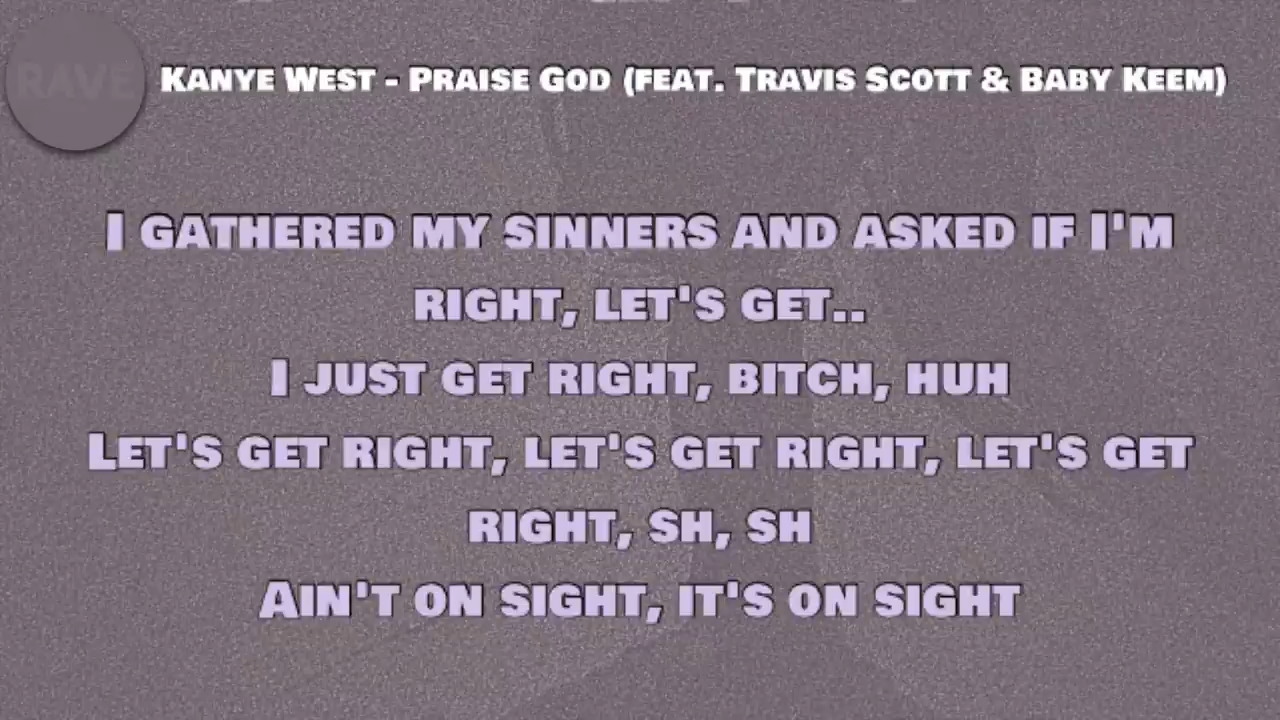 RAVE
Kanye West - Praise God (feat. Travis Scott & Baby Keem)
I gathered my sinners and asked if I'm
right, let's get..
I just get right, bitch, huh
Let's get right, let's get right, let's get
right, sh, sh
Ain't on sight, it's on sight